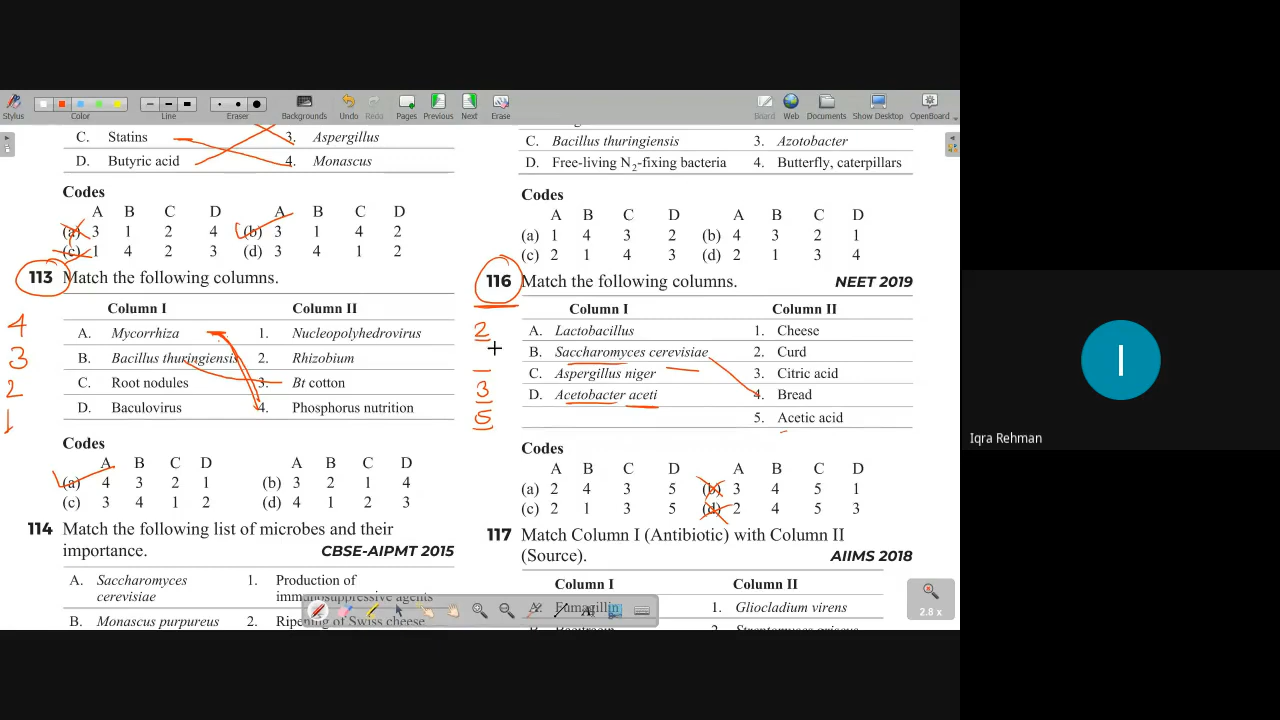 Stylus
Color
Line
Eraser
Backgrounds
Undo
Redo
Pages
Previous
Next
Erase
Board
Web
Documents
Show Desktop
OpenBoard
C. Statins 3. Aspergillus
D. Butyric acid 4. Monascus
Codes
A B C D A B C D
(a) 3 1 2 4 (b) 3 1 4 2
(c) 1 4 2 3 (d) 3 4 1 2
113 Match the following columns.
Column I Column II
A. Mycorrhiza 1. Nucleopolyhedrovirus
B. Bacillus thuringiensis 2. Rhizobium
C. Root nodules 3. Bt cotton
D. Baculovirus 4. Phosphorus nutrition
4
3
2
1
Codes
A B C D A B C D
(a) 4 3 2 1 (b) 3 2 1 4
(c) 3 4 1 2 (d) 4 1 2 3
114 Match the following list of microbes and their
importance. CBSE-AIPMT 2015
A. Saccharomyces 1. Production of
cerevisiae immunosuppressive agents
B. Monascus purpureus 2. Ripening of Swiss cheese
C. Bacillus thuringiensis 3. Azotobacter
D. Free-living N₂-fixing bacteria 4. Butterfly, caterpillars
Codes
A B C D A B C D
(a) 1 4 3 2 (b) 4 3 2 1
(c) 2 1 4 3 (d) 2 1 3 4
116 Match the following columns. NEET 2019
Column I Column II
A. Lactobacillus 1. Cheese
B. Saccharomyces cerevisiae 2. Curd
C. Aspergillus niger 3. Citric acid
D. Acetobacter aceti 4. Bread
5. Acetic acid
2
3
5
Codes
A B C D A B C D
(a) 2 4 3 5 (b) 3 4 5 1
(c) 2 1 3 5 (d) 2 4 5 3
117 Match Column I (Antibiotic) with Column II
(Source). AIIMS 2018
Column I Column II
A. Fumagillin 1. Gliocladium virens
2.8 x
I
Iqra Rehman